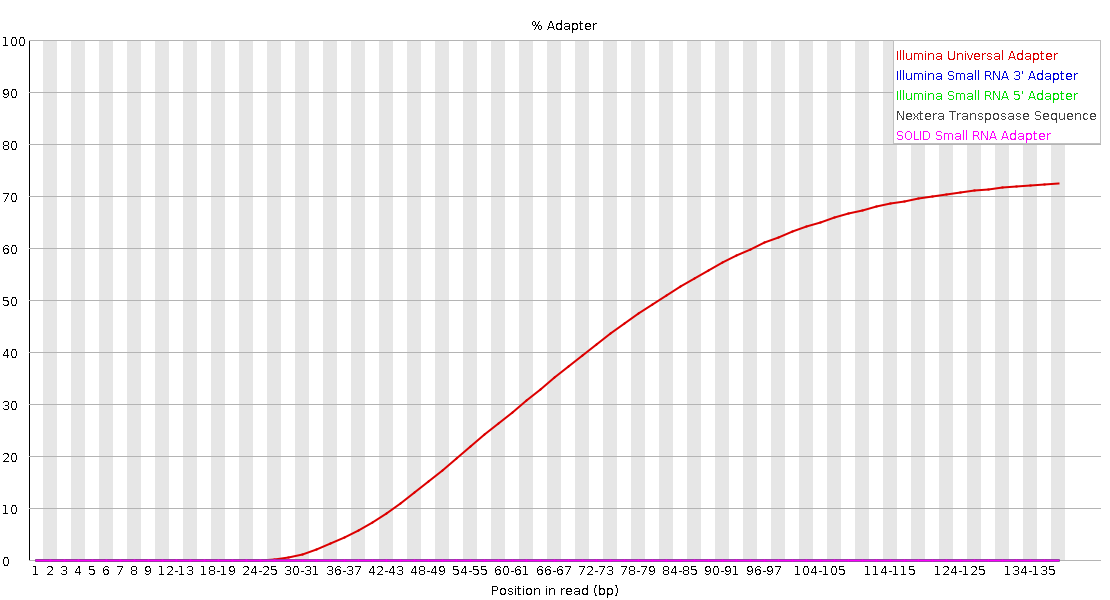 % Adapter
100
90
80
70
60
50
40
30
20
10
0
Illumina Universal Adapter
Illumina Small RNA 3' Adapter
Illumina Small RNA 5' Adapter
Nextera Transposase Sequence
SOLID Small RNA Adapter
1 2 3 4 5 6 7 8 9 12-13 18-19 24-25 30-31 36-37 42-43 48-49 54-55 60-61 66-67 72-73 78-79 84-85 90-91 96-97 104-105 114-115 124-125 134-135
Position in read (bp)